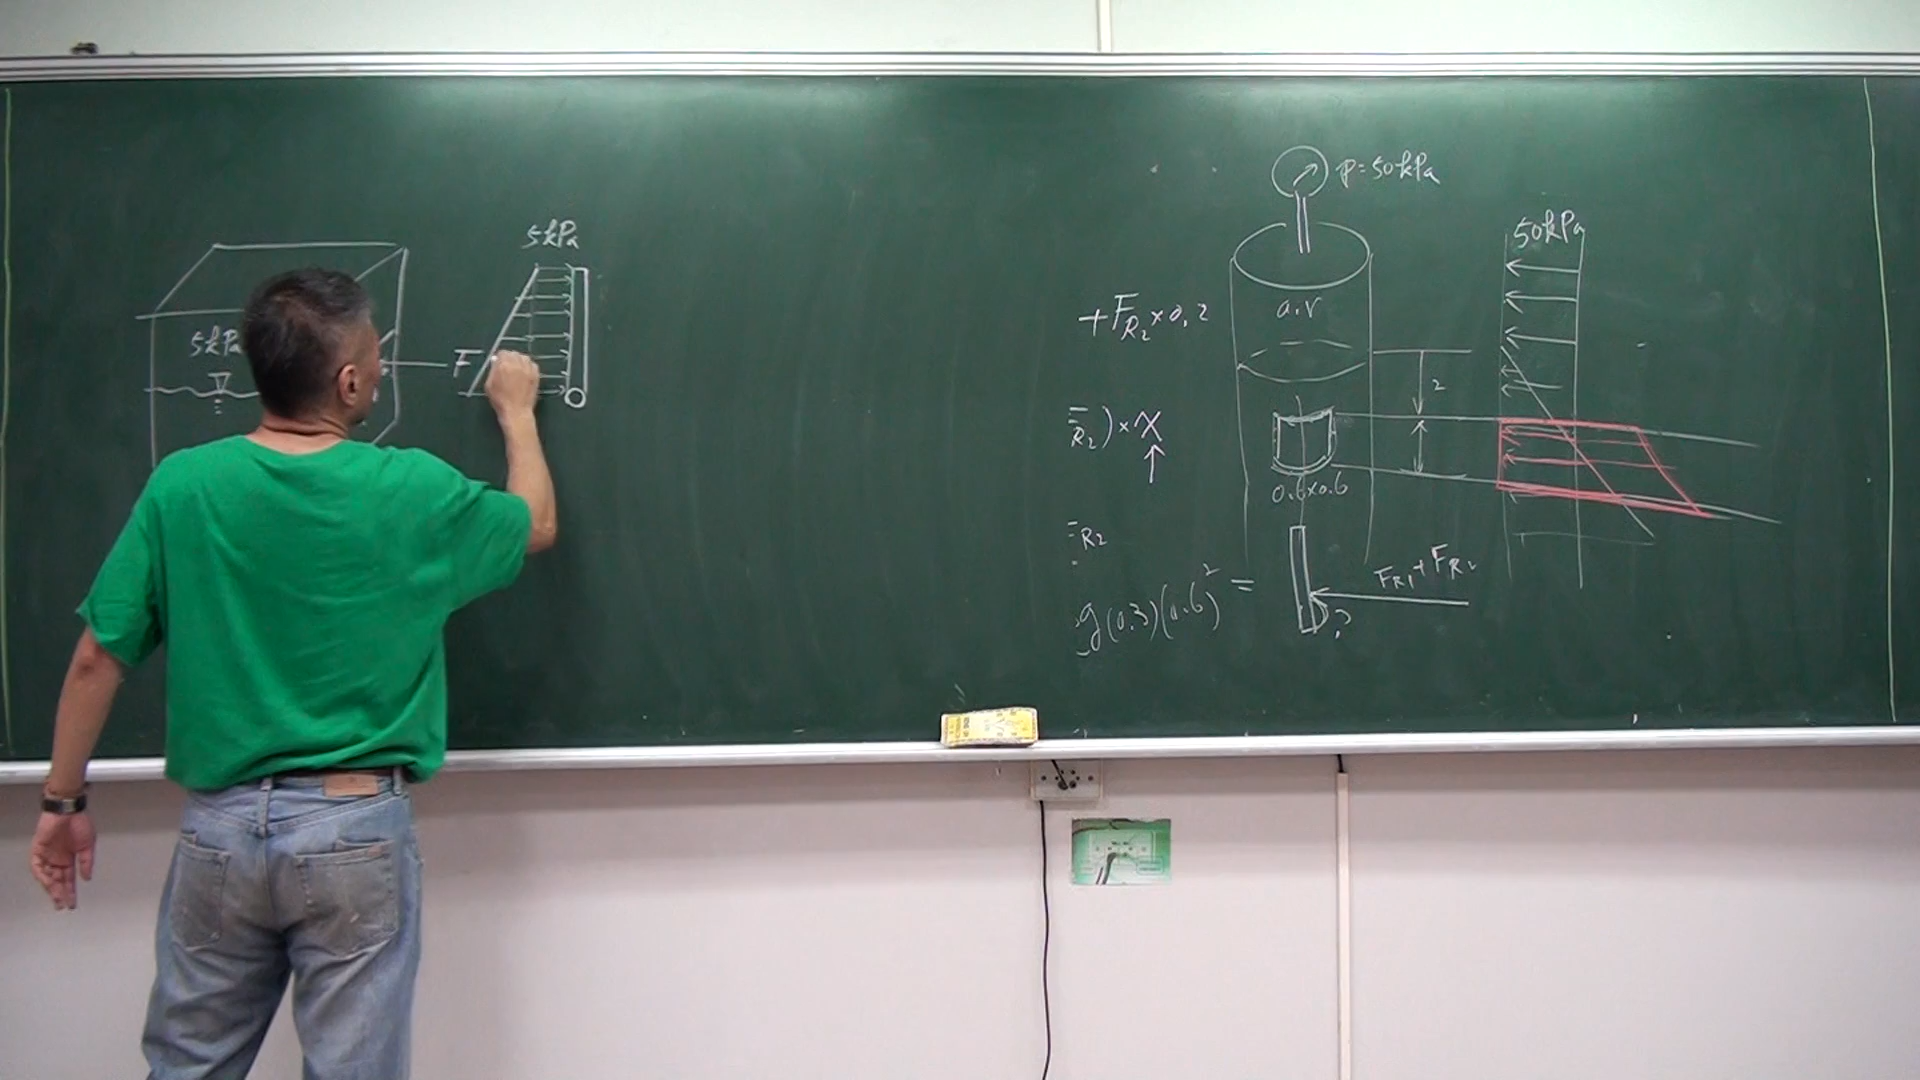 5kPa
5kPa
F
p=50kPa
50kPa
air
+F_R2×0.2
R2)×X
2
0.6×0.6
R2
g(0.3)(0.6)² =
F_R1+F_R2
?